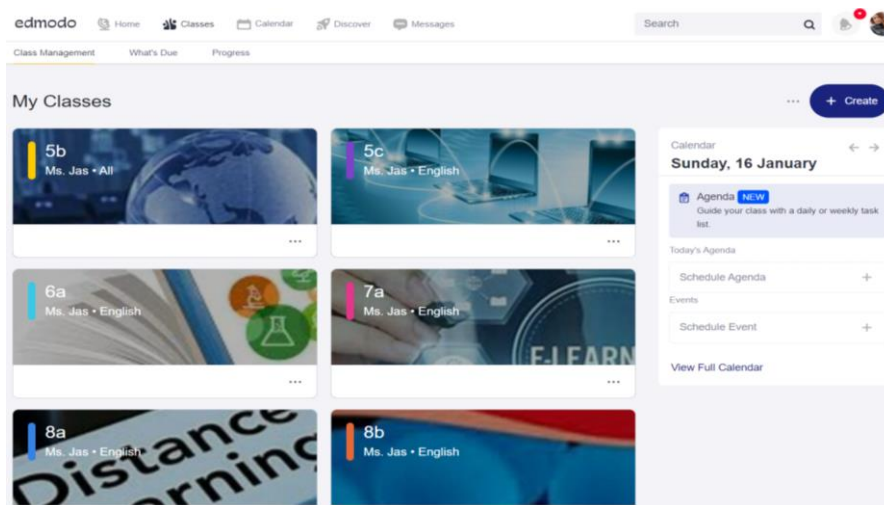 edmodo
Home
Classes
Calendar
Discover
Messages
Search
Class Management
What's Due
Progress
My Classes
+ Create
5b
Ms. Jas • All
5c
Ms. Jas • English
6a
Ms. Jas • English
7a
Ms. Jas • English
E-LEARN
8a
Ms. Jas • English
Distance
rning
8b
Ms. Jas • English
Calendar
Sunday, 16 January
Agenda NEW
Guide your class with a daily or weekly task
list.
Today's Agenda
Schedule Agenda
Events
Schedule Event
View Full Calendar